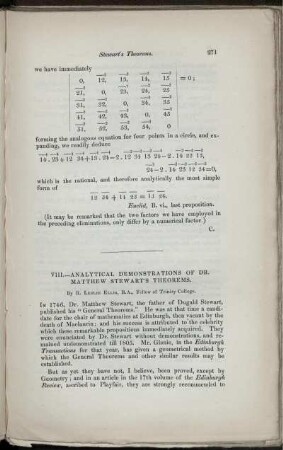 Stewart's Theorems. 271
we have immediately
0, 12, 13, 14, 15 = 0;
21, 0, 23, 24, 25
31, 32, 0, 34, 35
41, 42, 43, 0, 45
51, 52, 53, 54, 0
forming the analogous equation for four points in a circle, and ex-
panding, we readily deduce
which is the rational, and therefore analytically the most simple
form of
12 34 + 14 23 = 13 24.
Euclid, B. vi., last proposition.
(It may be remarked that the two factors we have employed in
the preceding eliminations, only differ by a numerical factor.)
C.
VIII.—ANALYTICAL DEMONSTRATIONS OF DR.
MATTHEW STEWART'S THEOREMS.
By R. Leslie Ellis, B.A., Fellow of Trinity College.
In 1746, Dr. Matthew Stewart, the father of Dugald Stewart,
published his "General Theorems." He was at that time a candi-
date for the chair of mathematics at Edinburgh, then vacant by the
death of Maclaurin; and his success is attributed to the celebrity
which these remarkable propositions immediately acquired. They
were enunciated by Dr. Stewart without demonstrations, and re-
mained undemonstrated till 1805. Mr. Glenie, in the Edinburgh
Transactions for that year, has given a geometrical method by
which the General Theorems and other similar results may be
established.
But as yet they have not, I believe, been proved, except by
Geometry; and in an article in the 17th volume of the Edinburgh
Review, ascribed to Playfair, they are strongly recommended to